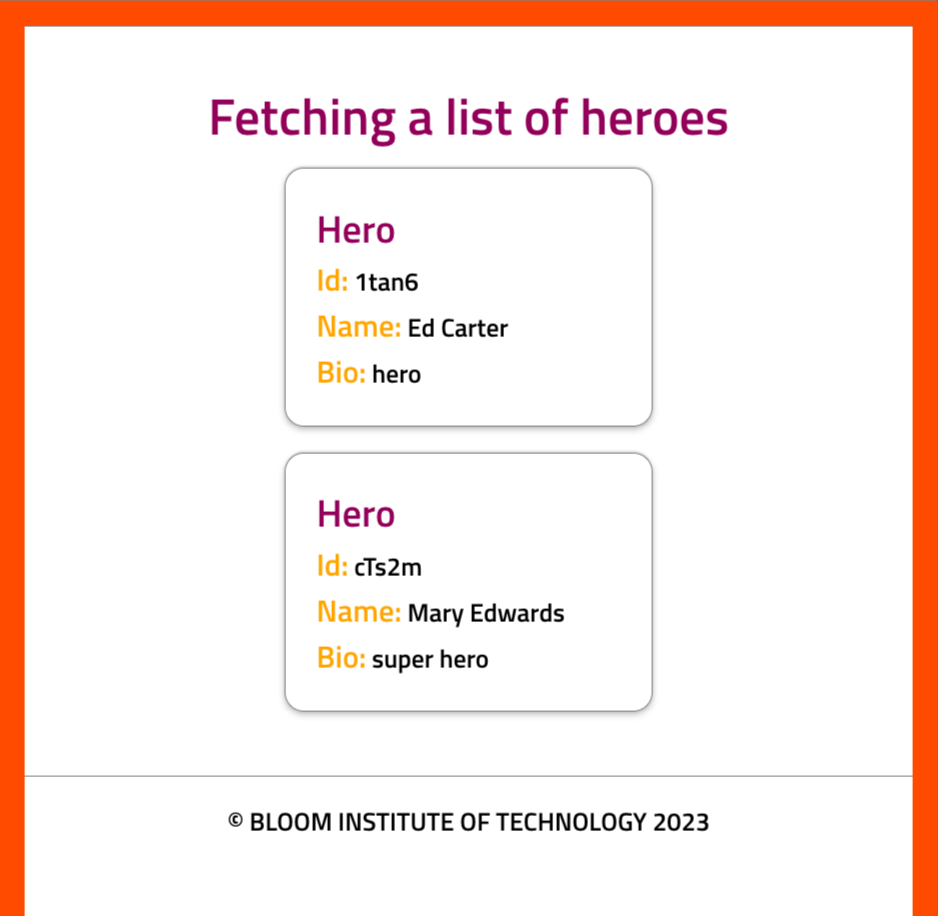 Fetching a list of heroes
Hero
Id: 1tan6
Name: Ed Carter
Bio: hero
Hero
Id: cTs2m
Name: Mary Edwards
Bio: super hero
© BLOOM INSTITUTE OF TECHNOLOGY 2023